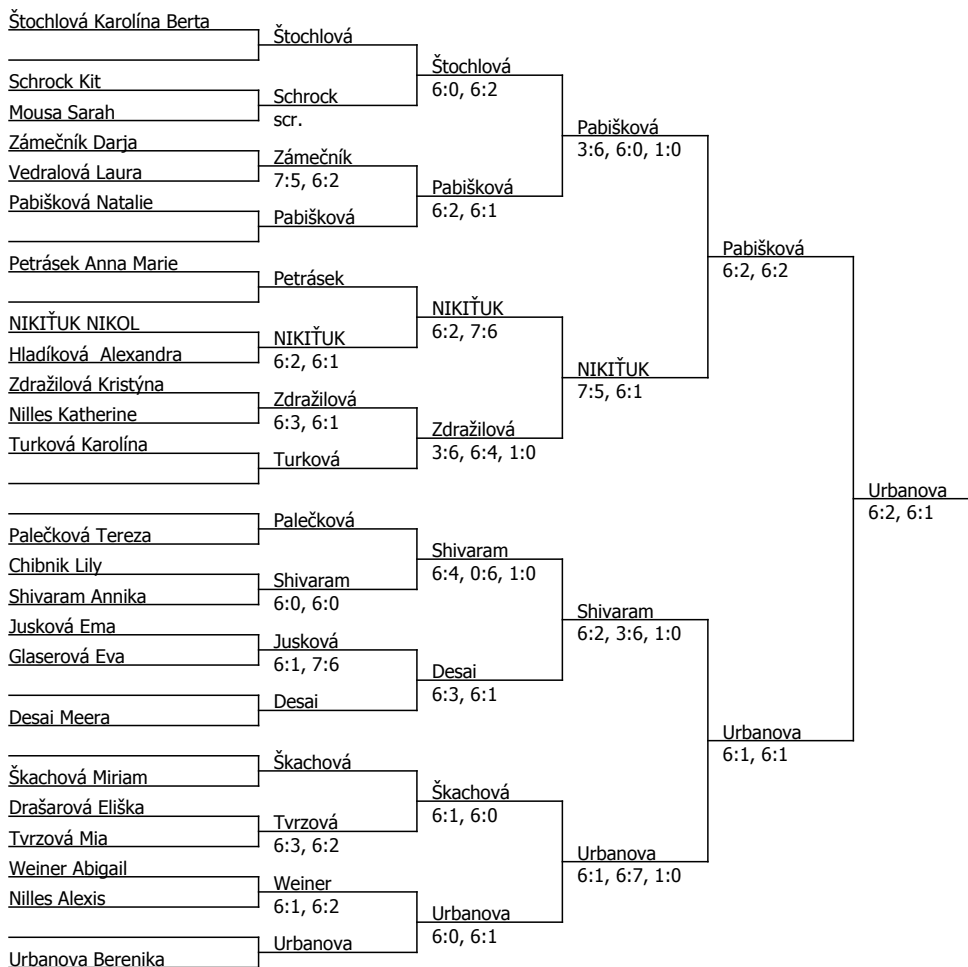 Štochlová Karolína Berta
Schrock Kit
Mousa Sarah
Zámečník Darja
Vedralová Laura
Pabišková Natalie
Petrásek Anna Marie
NIKIŤUK NIKOL
Hladíková  Alexandra
Zdražilová Kristýna
Nilles Katherine
Turková Karolína
Palečková Tereza
Chibnik Lily
Shivaram Annika
Jusková Ema
Glaserová Eva
Desai Meera
Škachová Miriam
Drašarová Eliška
Tvrzová Mia
Weiner Abigail
Nilles Alexis
Urbanova Berenika
Štochlová
Schrock
scr.
Zámečník
7:5, 6:2
Pabišková
Petrásek
NIKIŤUK
6:2, 6:1
Zdražilová
6:3, 6:1
Turková
Palečková
Shivaram
6:0, 6:0
Jusková
6:1, 7:6
Desai
Škachová
Tvrzová
6:3, 6:2
Weiner
6:1, 6:2
Urbanova
Štochlová
6:0, 6:2
Pabišková
6:2, 6:1
NIKIŤUK
6:2, 7:6
Zdražilová
3:6, 6:4, 1:0
Shivaram
6:4, 0:6, 1:0
Desai
6:3, 6:1
Škachová
6:1, 6:0
Urbanova
6:0, 6:1
Pabišková
3:6, 6:0, 1:0
NIKIŤUK
7:5, 6:1
Shivaram
6:2, 3:6, 1:0
Urbanova
6:1, 6:7, 1:0
Pabišková
6:2, 6:2
Urbanova
6:1, 6:1
Urbanova
6:2, 6:1